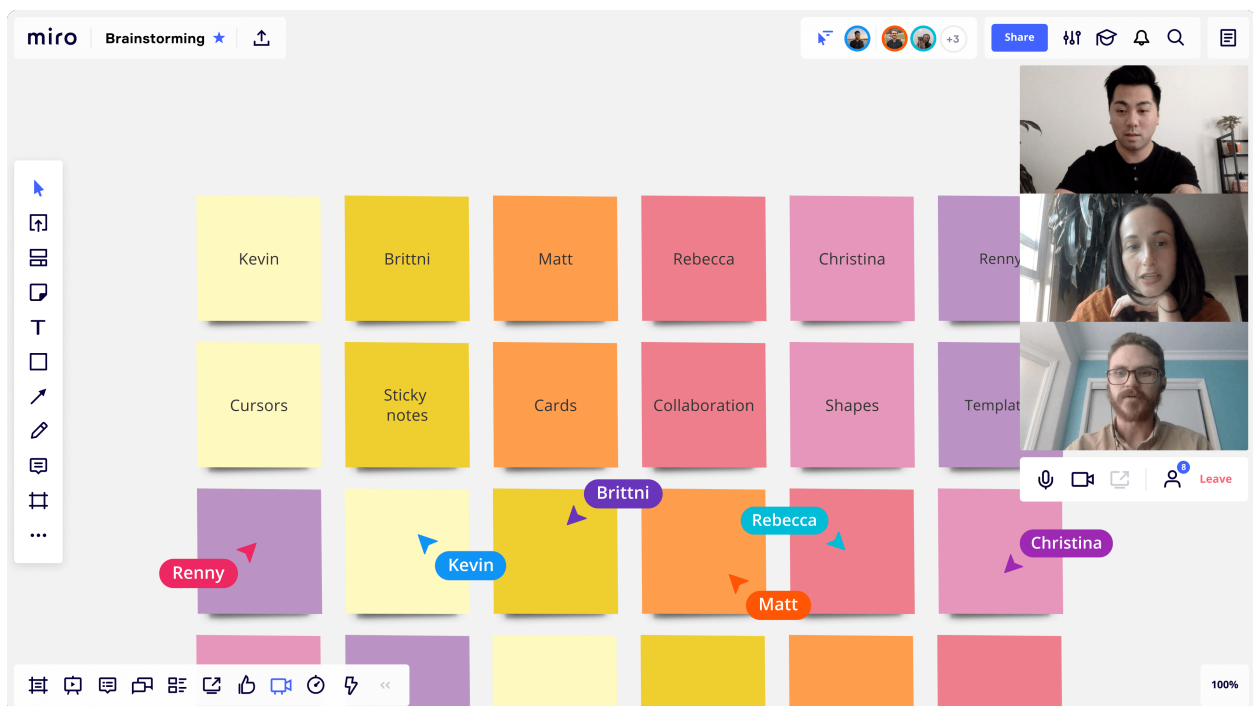 miro
Brainstorming
+3
Share
Kevin
Brittni
Matt
Rebecca
Christina
Renny
Cursors
Sticky
notes
Cards
Collaboration
Shapes
Templat
8
Leave
Brittni
Rebecca
Christina
Renny
Kevin
Matt
100%